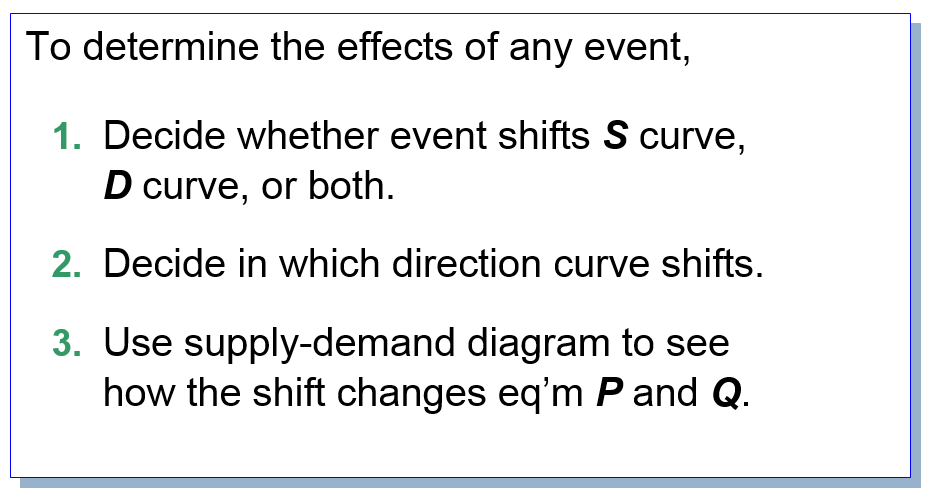 To determine the effects of any event,
1. Decide whether event shifts S curve,
D curve, or both.
2. Decide in which direction curve shifts.
3. Use supply-demand diagram to see
how the shift changes eq’m P and Q.